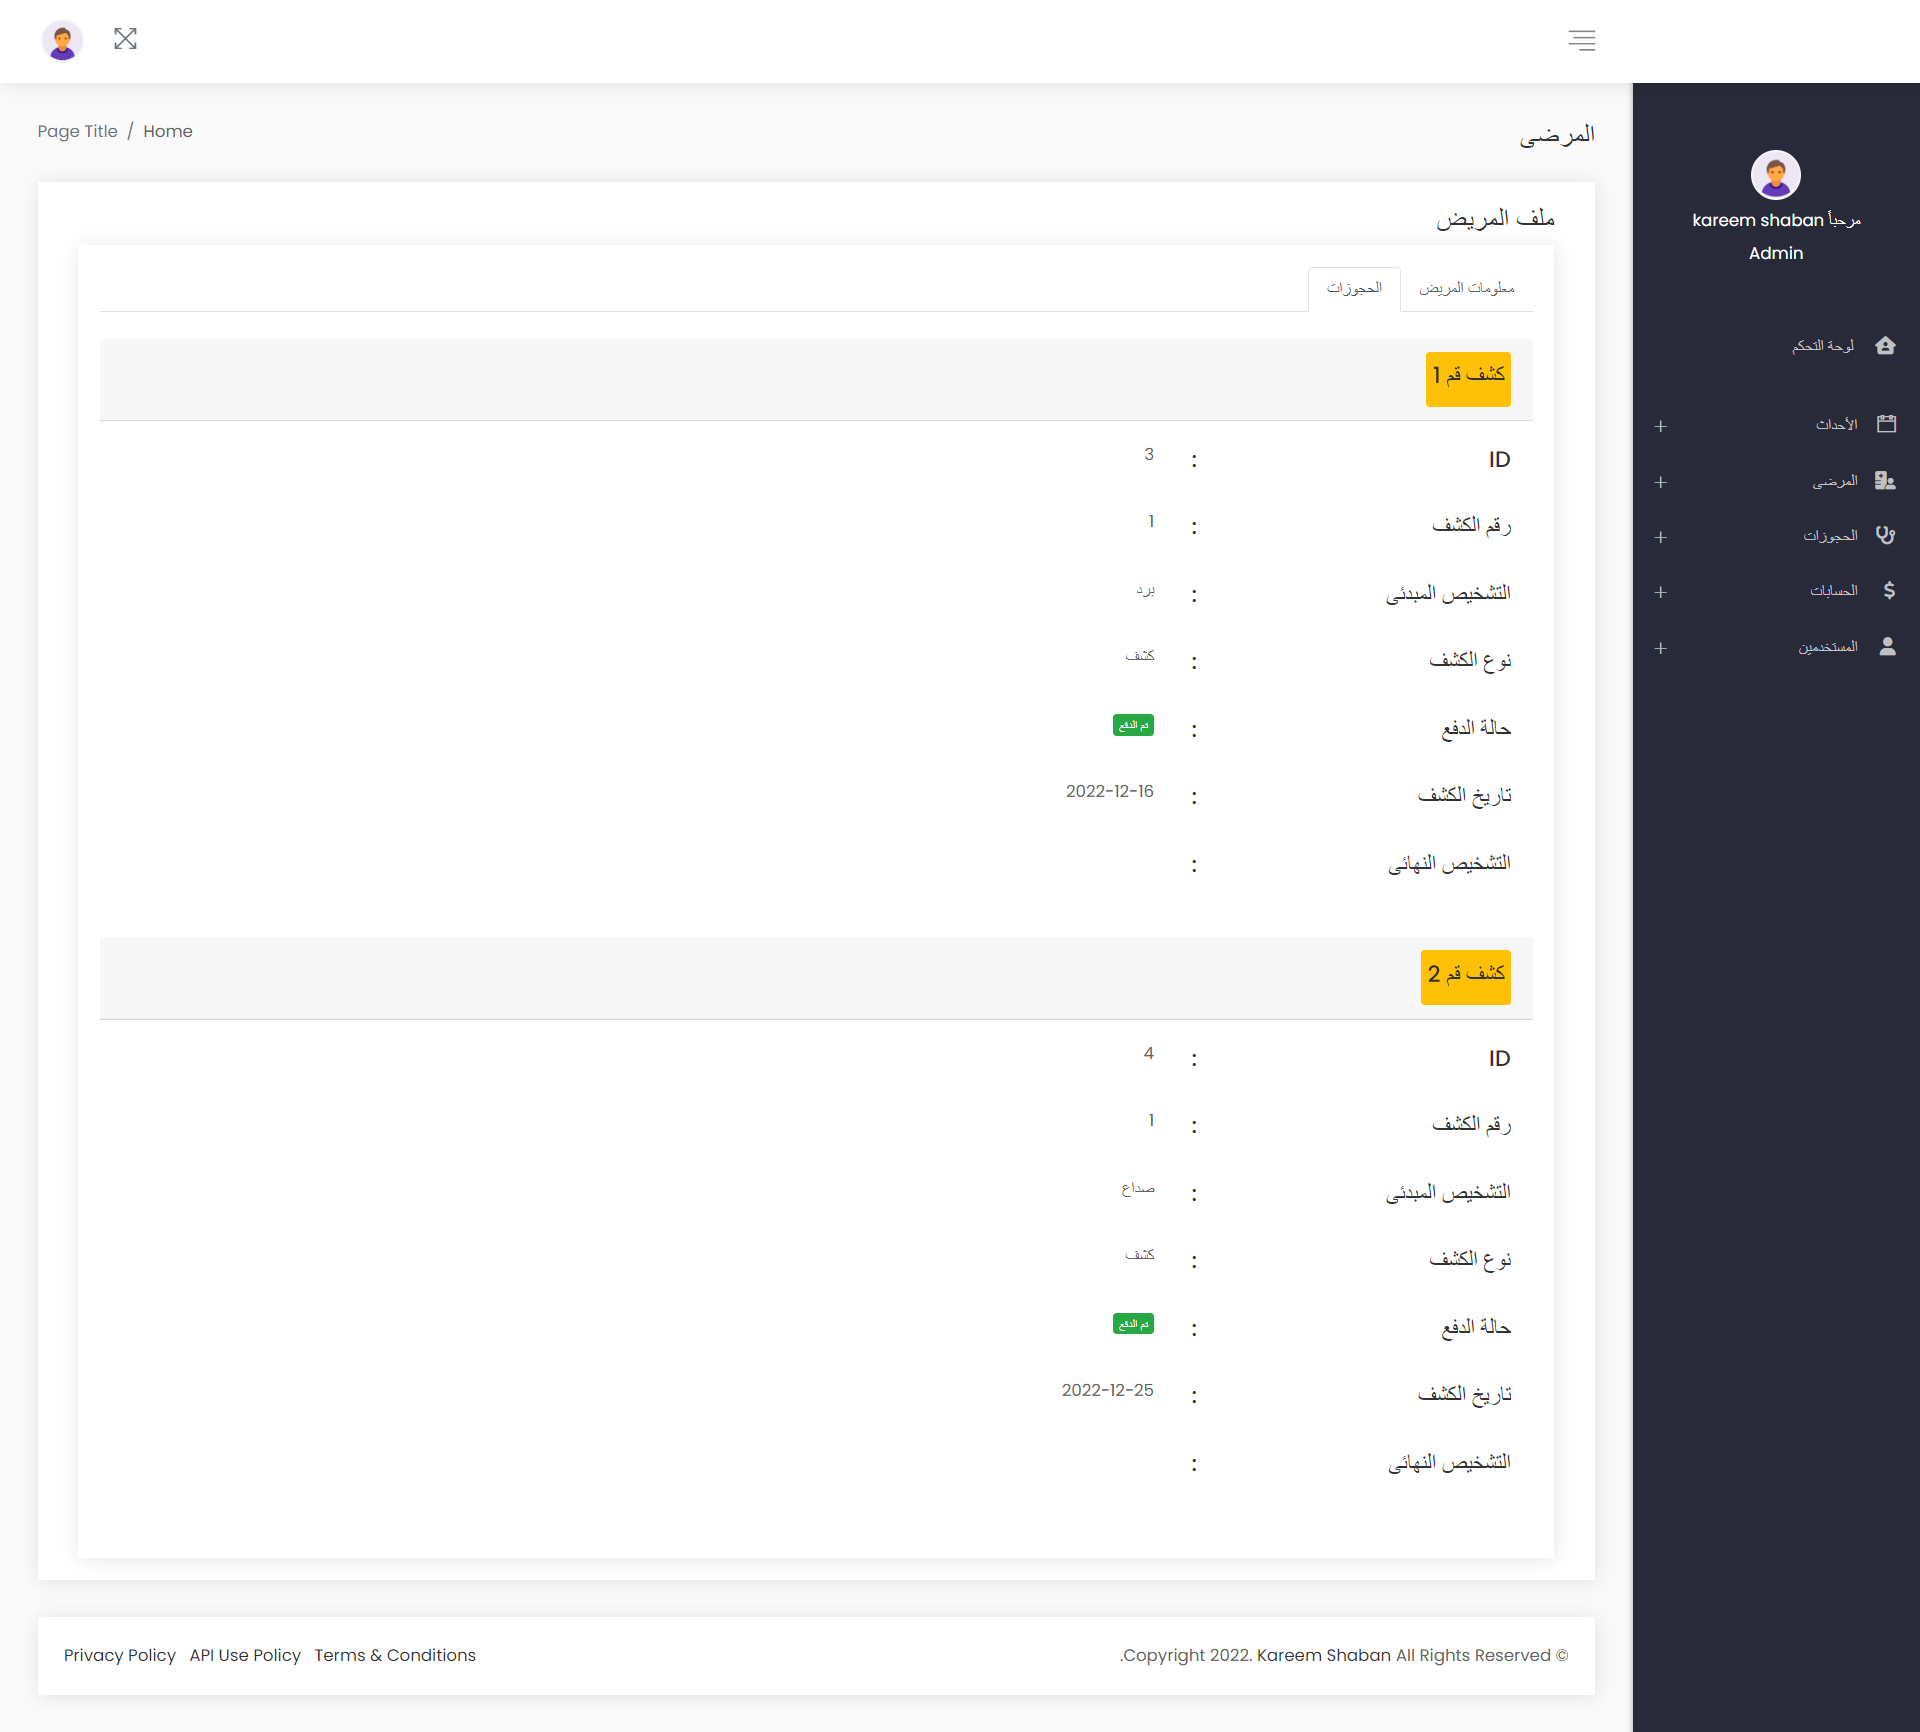 مرحباً kareem shaban
Admin
لوحة التحكم
الأحداث
المرضى
الحجوزات
الحسابات
المستخدمين
المرضى
Page Title / Home
ملف المريض
معلومات المريض
الحجوزات
كشف قم 1
ID : 3
رقم الكشف : 1
التشخيص المبدئى : برد
نوع الكشف : كشف
حالة الدفع : تم الدفع
تاريخ الكشف : 2022-12-16
التشخيص النهائى :
كشف قم 2
ID : 4
رقم الكشف : 1
التشخيص المبدئى : صداع
نوع الكشف : كشف
حالة الدفع : تم الدفع
تاريخ الكشف : 2022-12-25
التشخيص النهائى :
.Copyright 2022. Kareem Shaban All Rights Reserved ©
Privacy Policy API Use Policy Terms & Conditions